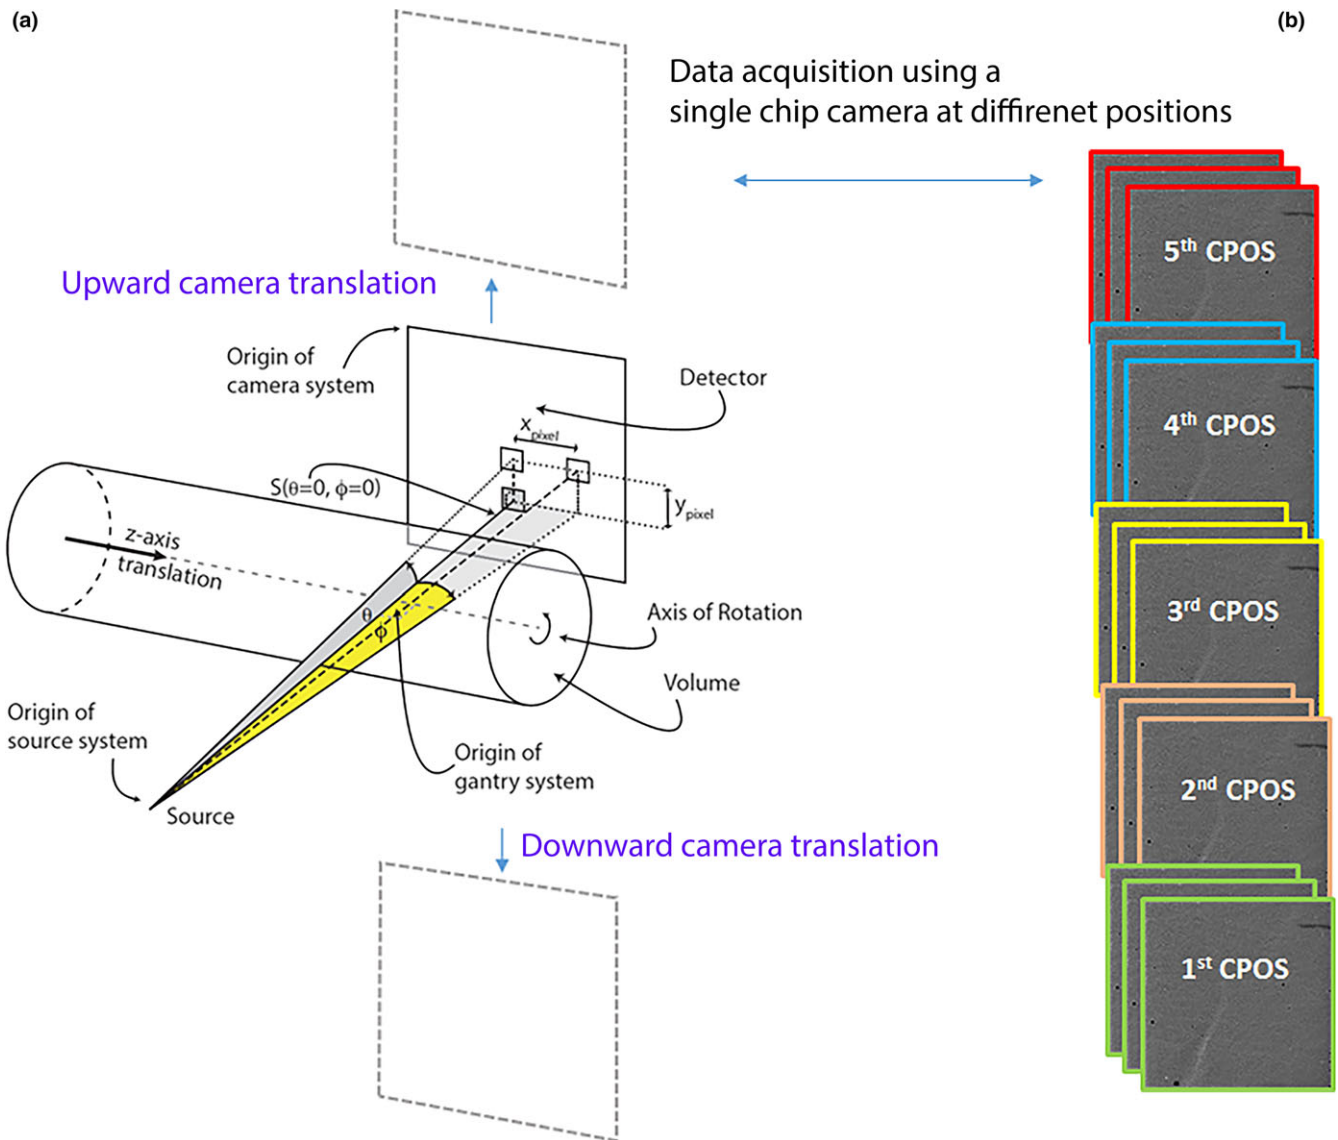 (a)
(b)
Data acquisition using a
single chip camera at diffirenet positions
Upward camera translation
Origin of
camera system
Detector
x pixel
S(θ=0, ϕ=0)
y pixel
z-axis
translation
θ
ϕ
Axis of Rotation
Volume
Origin of
source system
Origin of
gantry system
Source
Downward camera translation
5th CPOS
4th CPOS
3rd CPOS
2nd CPOS
1st CPOS